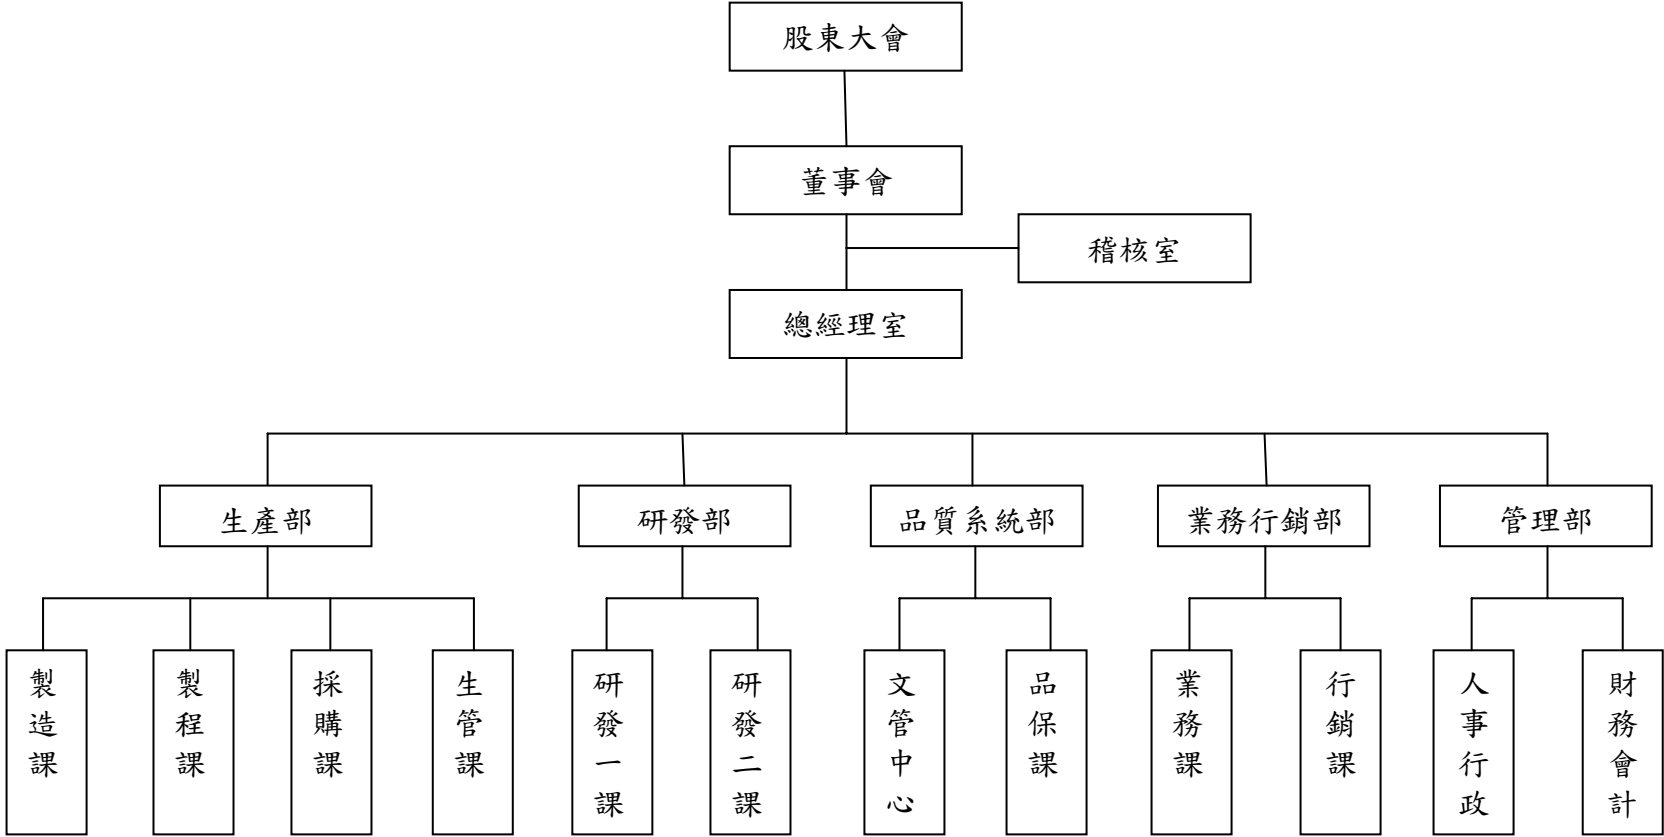 股東大會
董事會
稽核室
總經理室
生產部
研發部
品質系統部
業務行銷部
管理部
製造課
製程課
採購課
生管課
研發一課
研發二課
文管中心
品保課
業務課
行銷課
人事行政
財務會計